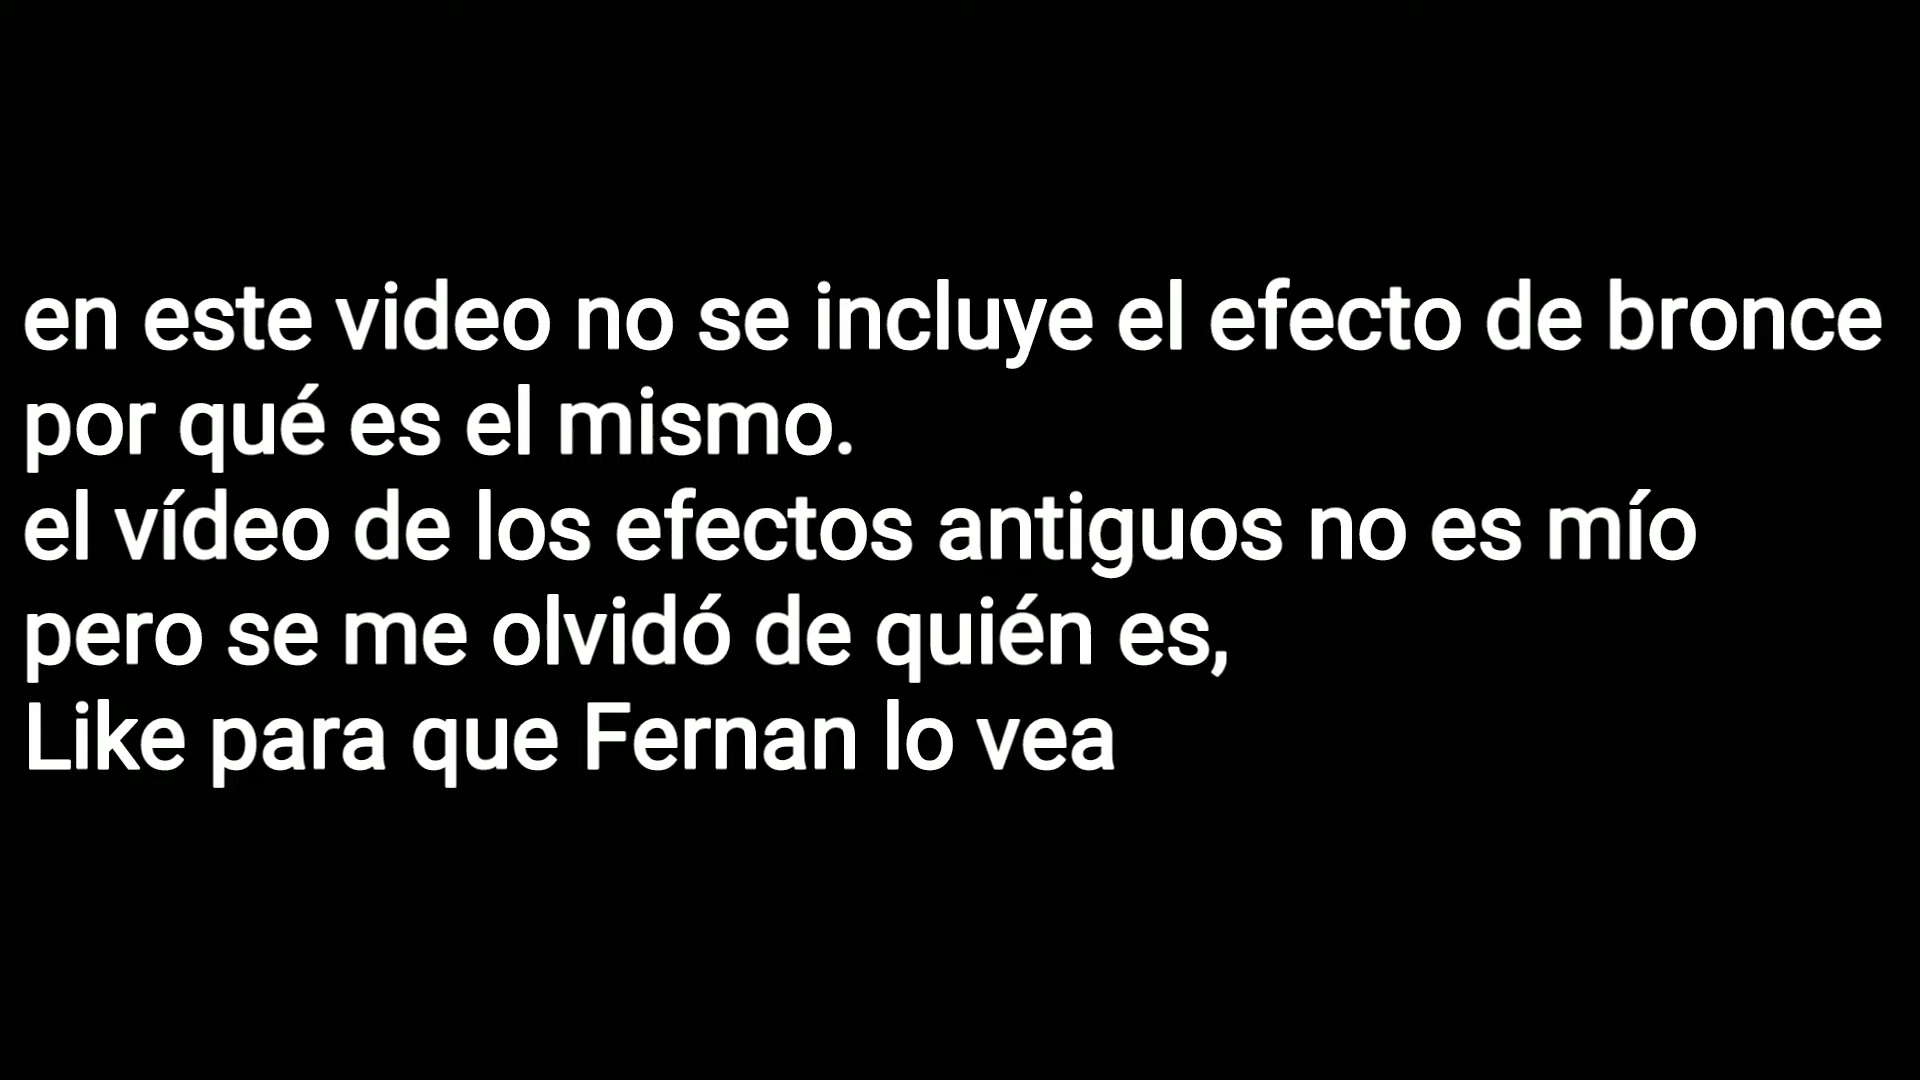 en este video no se incluye el efecto de bronce
por qué es el mismo.
el vídeo de los efectos antiguos no es mío
pero se me olvidó de quién es,
Like para que Fernan lo vea